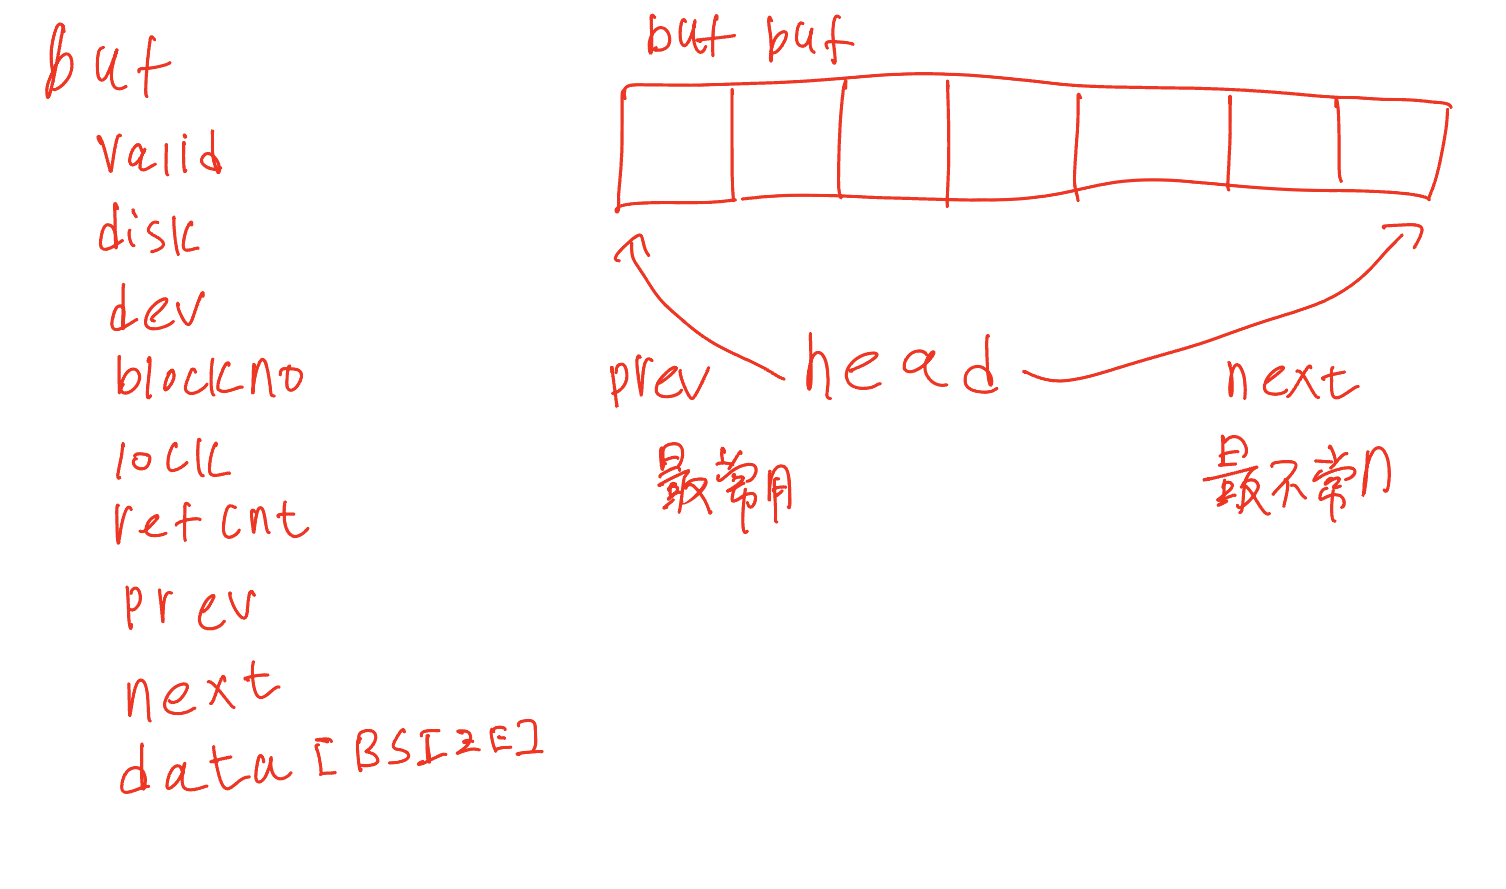 buf
valid
disk
dev
blockno
lock
refcnt
prev
next
data[BSIZE]
buf buf
prev head next
最常用 最不常用